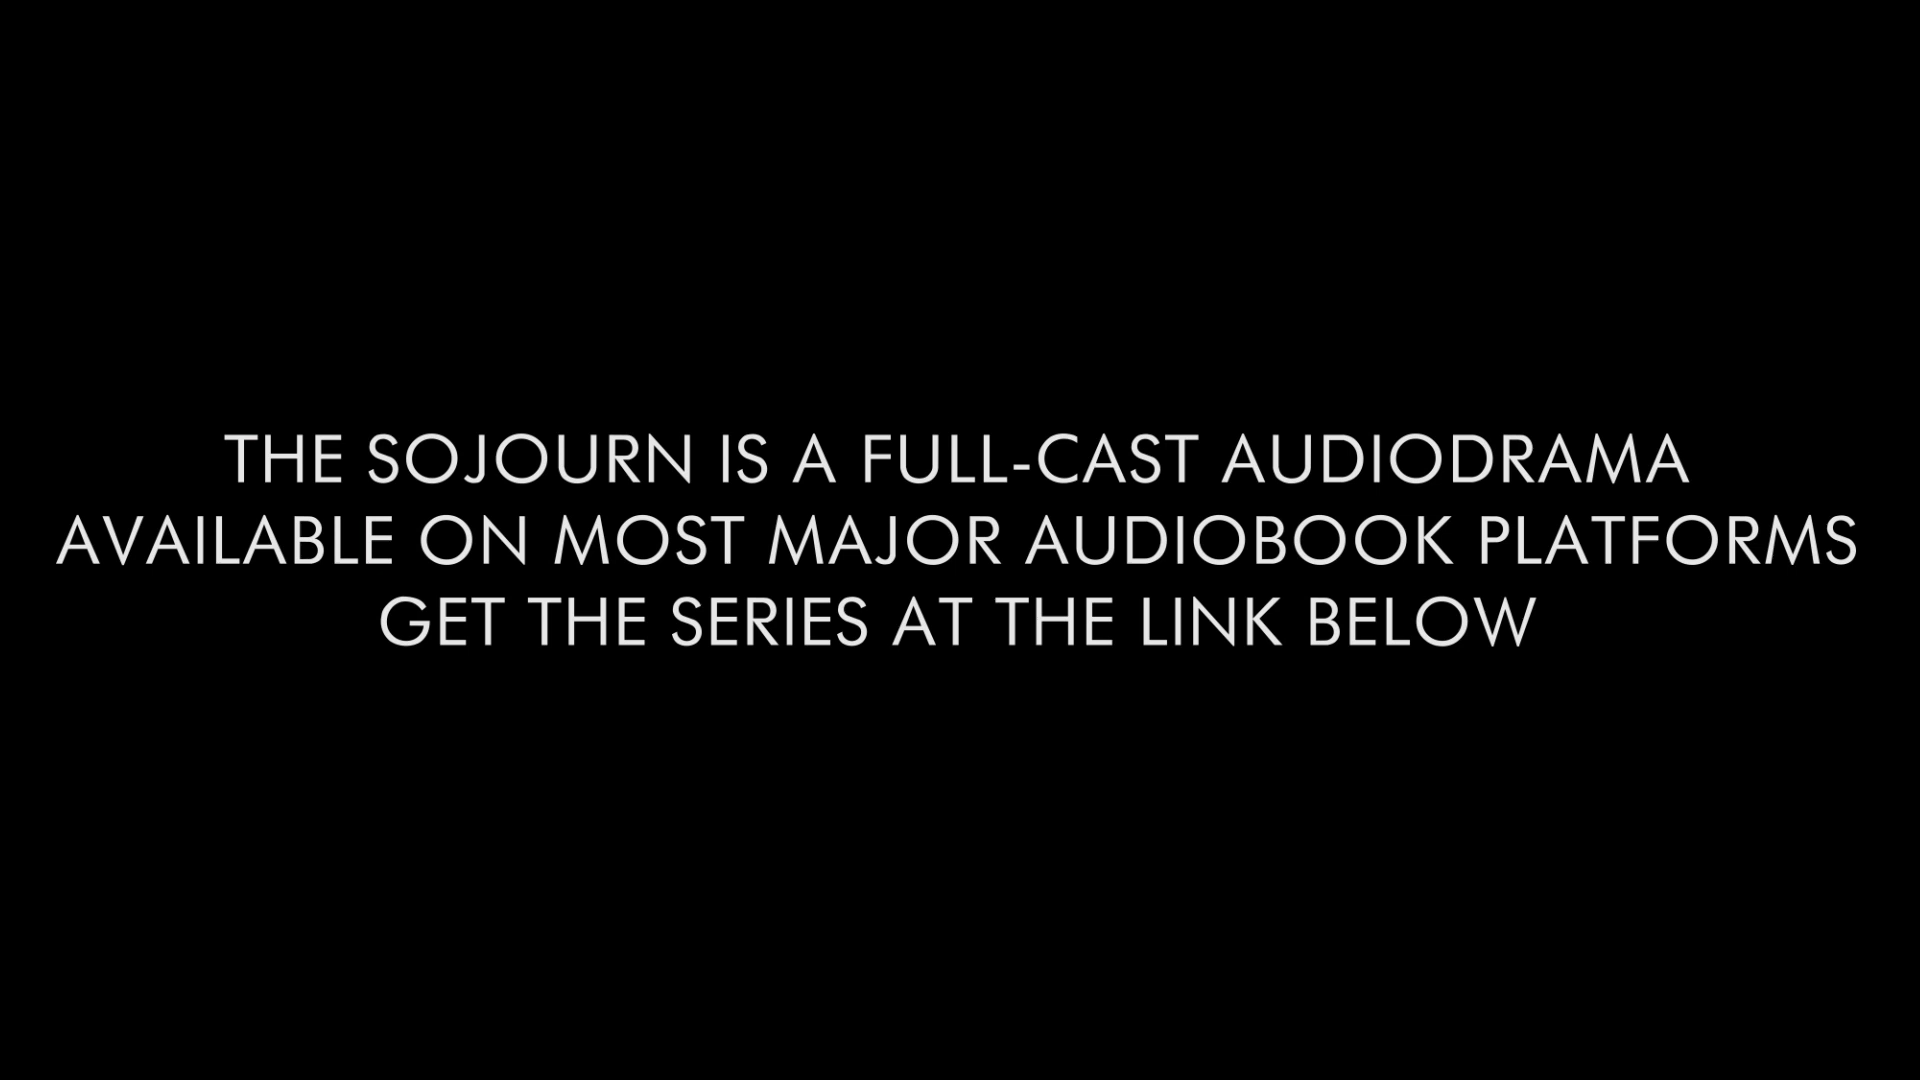 THE SOJOURN IS A FULL-CAST AUDIODRAMA
AVAILABLE ON MOST MAJOR AUDIOBOOK PLATFORMS
GET THE SERIES AT THE LINK BELOW